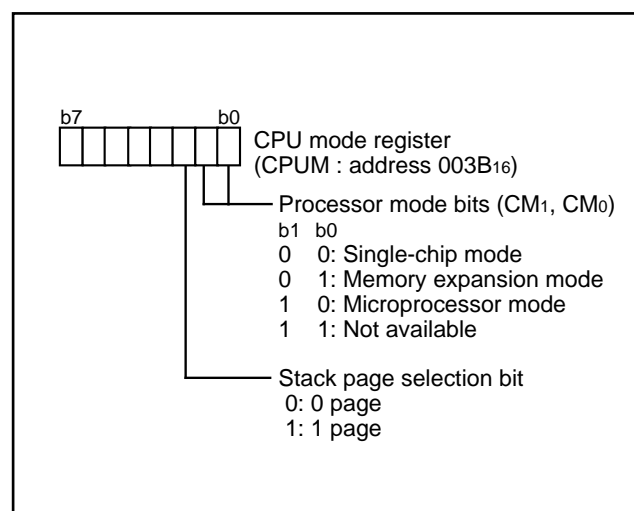 b7 b0
CPU mode register
(CPUM : address 003B16)
Processor mode bits (CM1, CM0)
b1 b0
0 0: Single-chip mode
0 1: Memory expansion mode
1 0: Microprocessor mode
1 1: Not available
Stack page selection bit
0: 0 page
1: 1 page